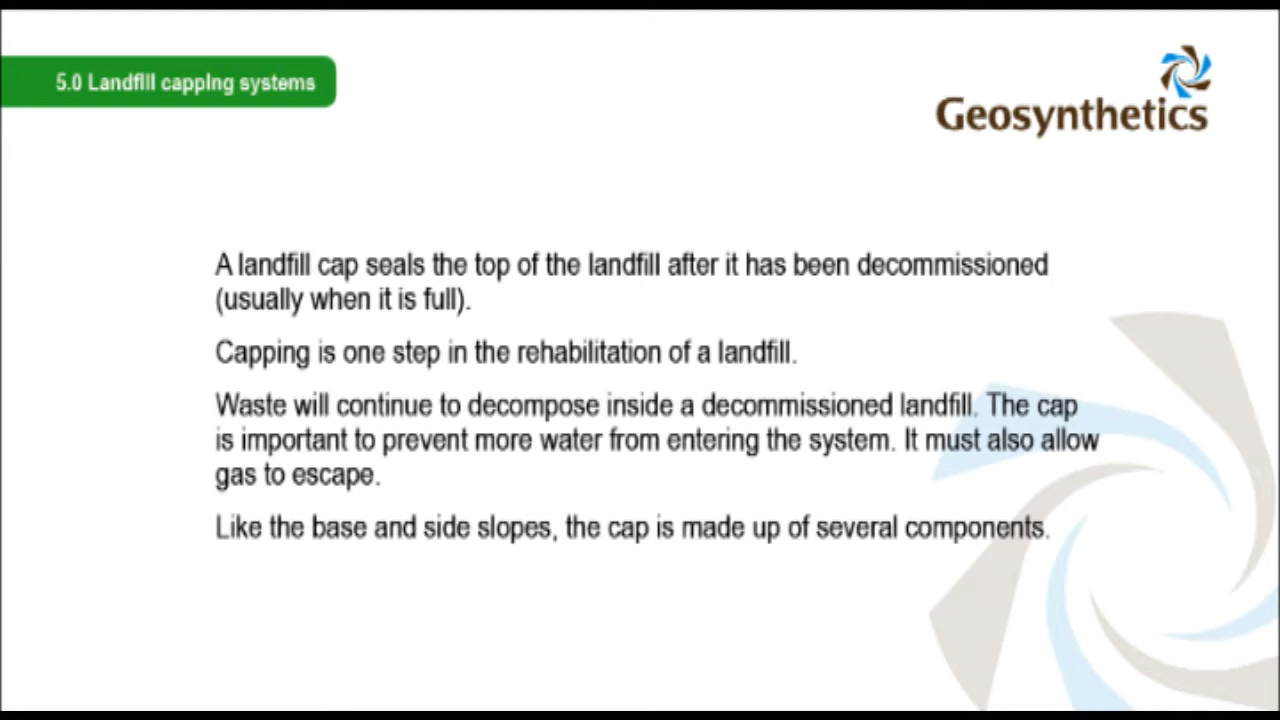 5.0 Landfill capping systems
Geosynthetics
A landfill cap seals the top of the landfill after it has been decommissioned
(usually when it is full).
Capping is one step in the rehabilitation of a landfill.
Waste will continue to decompose inside a decommissioned landfill. The cap
is important to prevent more water from entering the system. It must also allow
gas to escape.
Like the base and side slopes, the cap is made up of several components.